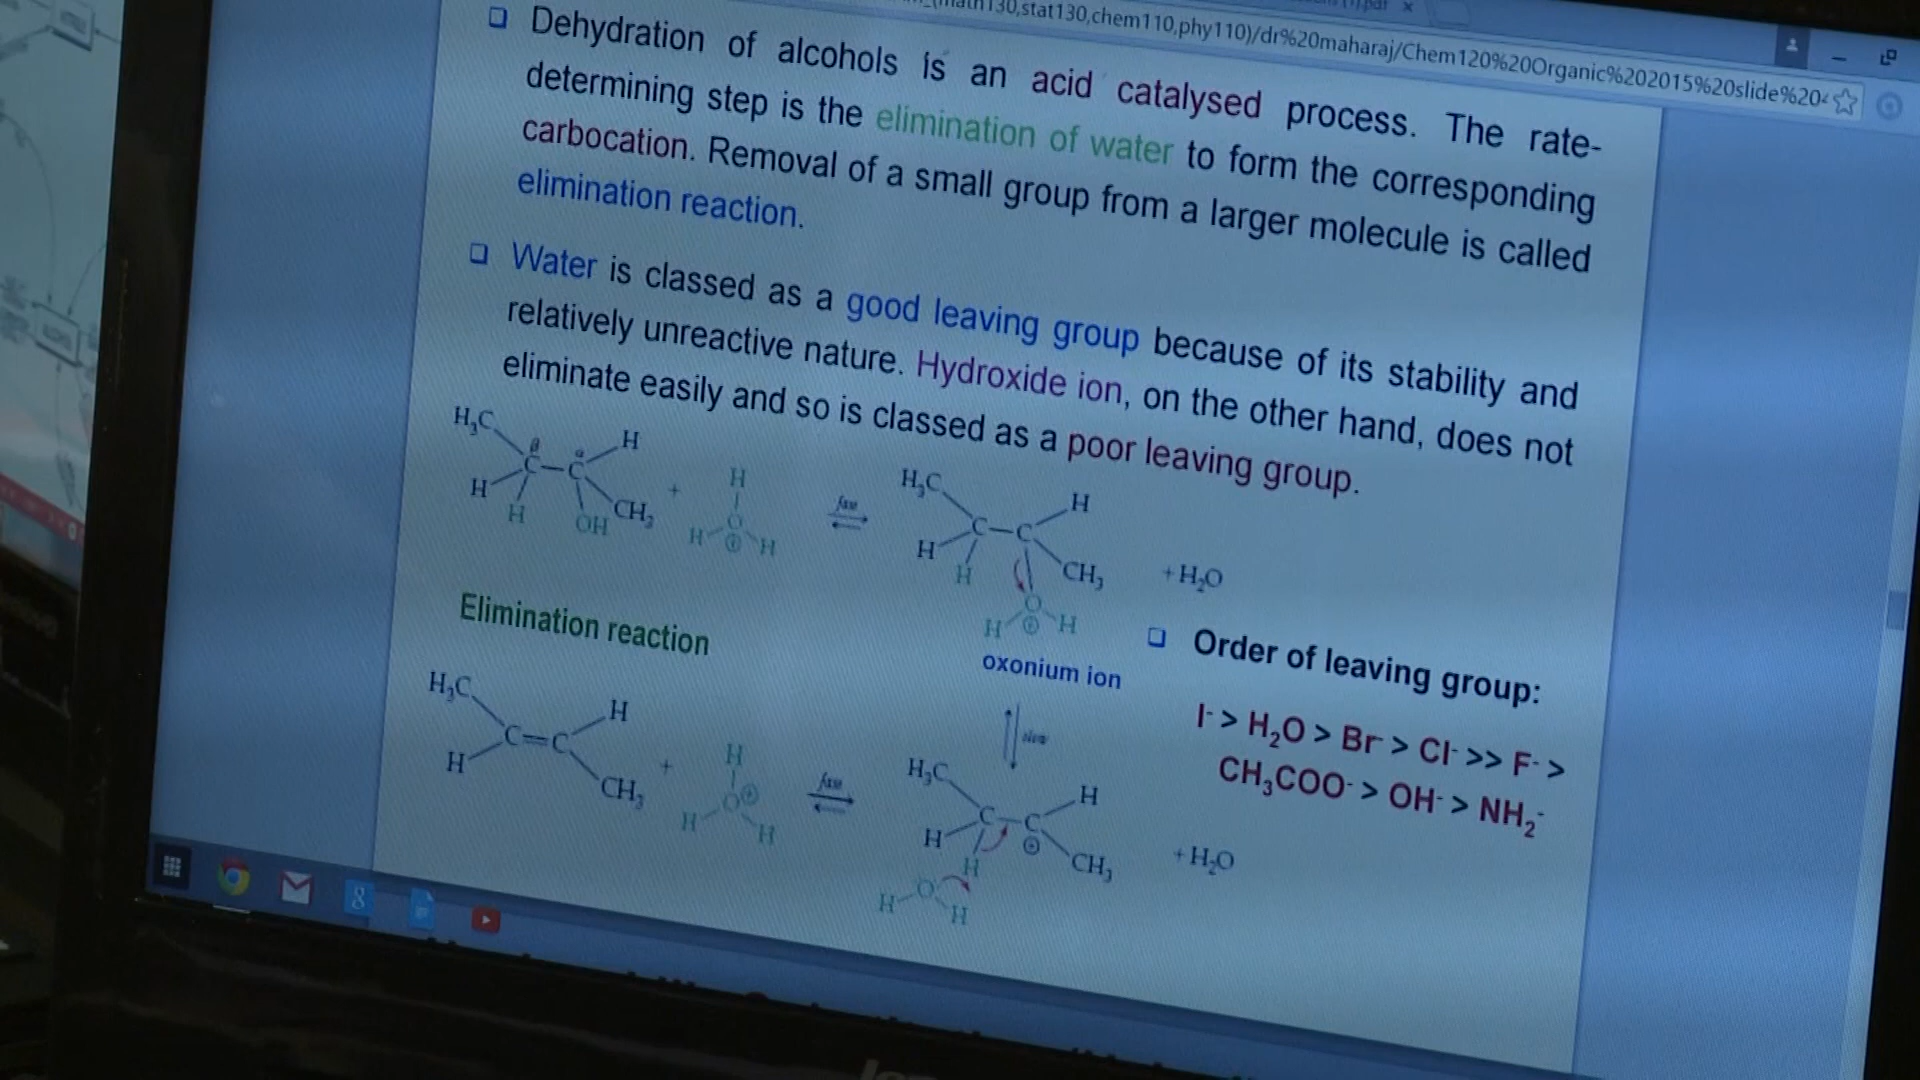 (math130,stat130,chem110,phy110)/dr%20maharaj/Chem120%20Organic%202015%20slide%204
Dehydration of alcohols is an acid catalysed process. The rate-
determining step is the elimination of water to form the corresponding
carbocation. Removal of a small group from a larger molecule is called
elimination reaction.
Water is classed as a good leaving group because of its stability and
relatively unreactive nature. Hydroxide ion, on the other hand, does not
eliminate easily and so is classed as a poor leaving group.
H₃C H
β α
C C
H H OH CH₃
+
H
O
H ⊕ H
fast
H₃C H
C C
H H CH₃
O
H ⊕ H
+ H₂O
oxonium ion
Elimination reaction
Order of leaving group:
I⁻ > H₂O > Br⁻ > Cl⁻ >> F⁻ >
CH₃COO⁻ > OH⁻ > NH₂⁻
slow
H₃C H
C=C
H CH₃
+
H
O⊕
H H
fast
H₃C H
C C
H ⊕ CH₃
H
O
H H
+ H₂O